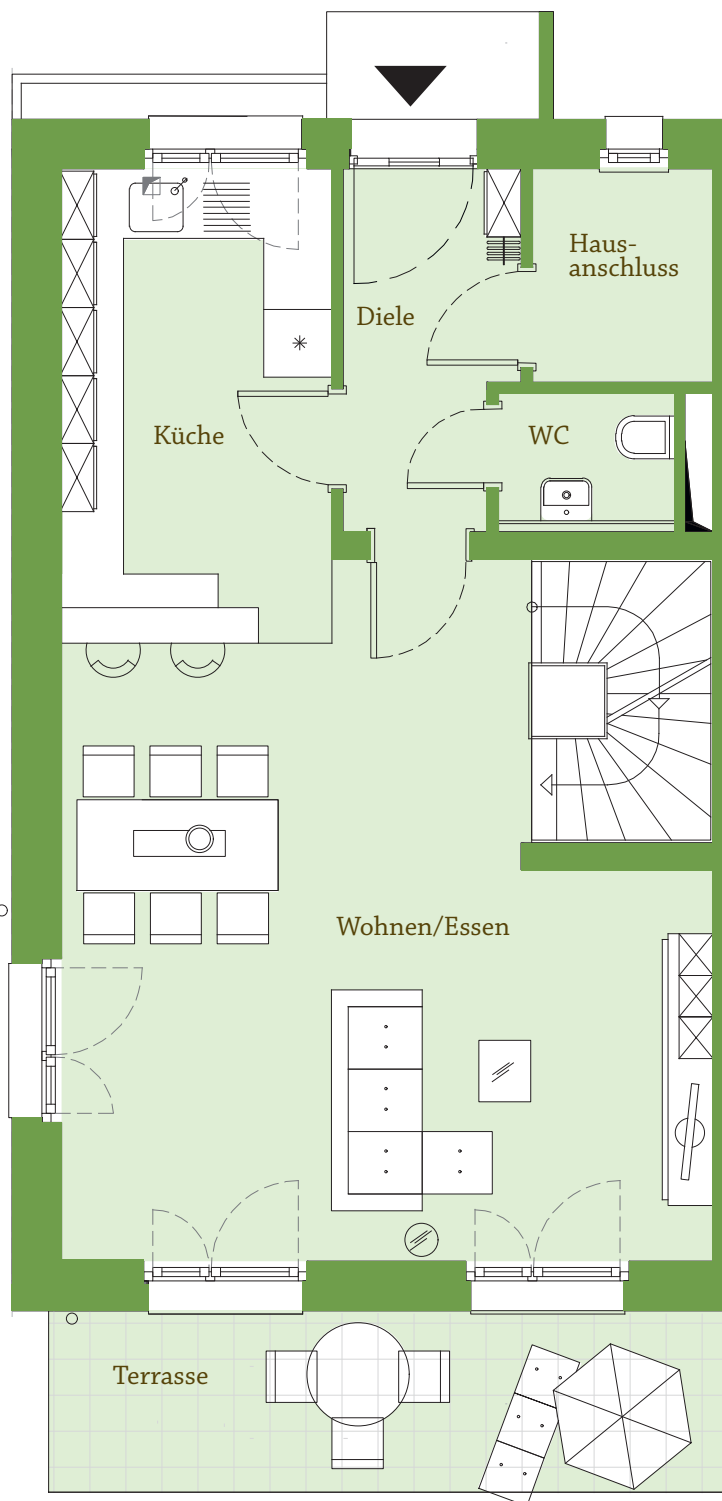 Haus-
anschluss
Diele
Küche
WC
Wohnen/Essen
Terrasse